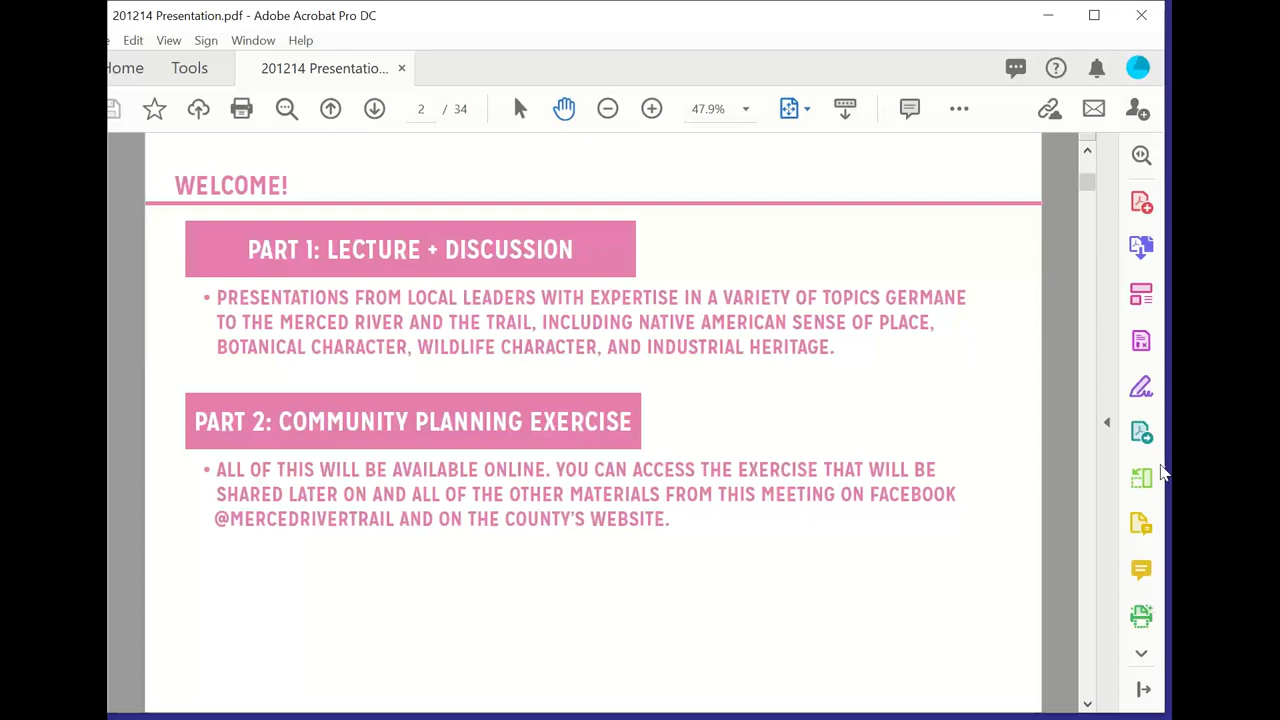 201214 Presentation.pdf - Adobe Acrobat Pro DC
Edit View Sign Window Help
Home Tools 201214 Presentatio... ×
2 / 34 47.9%
WELCOME!
PART 1: LECTURE + DISCUSSION
• PRESENTATIONS FROM LOCAL LEADERS WITH EXPERTISE IN A VARIETY OF TOPICS GERMANE
TO THE MERCED RIVER AND THE TRAIL, INCLUDING NATIVE AMERICAN SENSE OF PLACE,
BOTANICAL CHARACTER, WILDLIFE CHARACTER, AND INDUSTRIAL HERITAGE.
PART 2: COMMUNITY PLANNING EXERCISE
• ALL OF THIS WILL BE AVAILABLE ONLINE. YOU CAN ACCESS THE EXERCISE THAT WILL BE
SHARED LATER ON AND ALL OF THE OTHER MATERIALS FROM THIS MEETING ON FACEBOOK
@MERCEDRIVERTRAIL AND ON THE COUNTY'S WEBSITE.